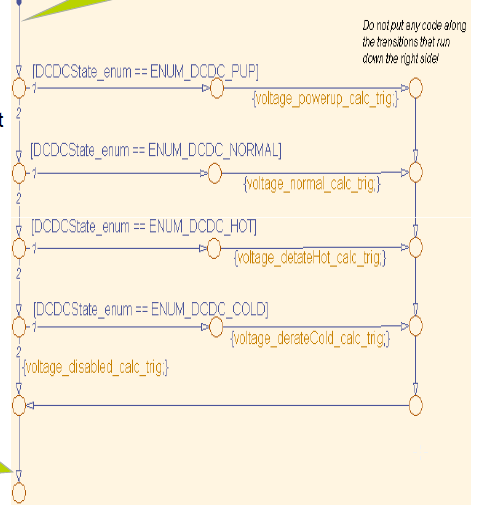 Do not put any code along
the transitions that run
down the right side!
[DCDCState_enum == ENUM_DCDC_PUP]
1
{voltage_powerup_calc_trig;}
2
t
[DCDCState_enum == ENUM_DCDC_NORMAL]
1
{voltage_normal_calc_trig;}
2
[DCDCState_enum == ENUM_DCDC_HOT]
1
{voltage_detateHot_calc_trig;}
2
[DCDCState_enum == ENUM_DCDC_COLD]
1
{voltage_derateCold_calc_trig;}
2
{voltage_disabled_calc_trig;}